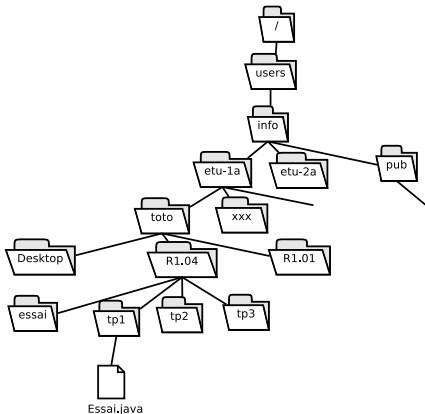 /
users
info
etu-1a
etu-2a
pub
toto
xxx
Desktop
R1.04
R1.01
essai
tp1
tp2
tp3
Essai.java